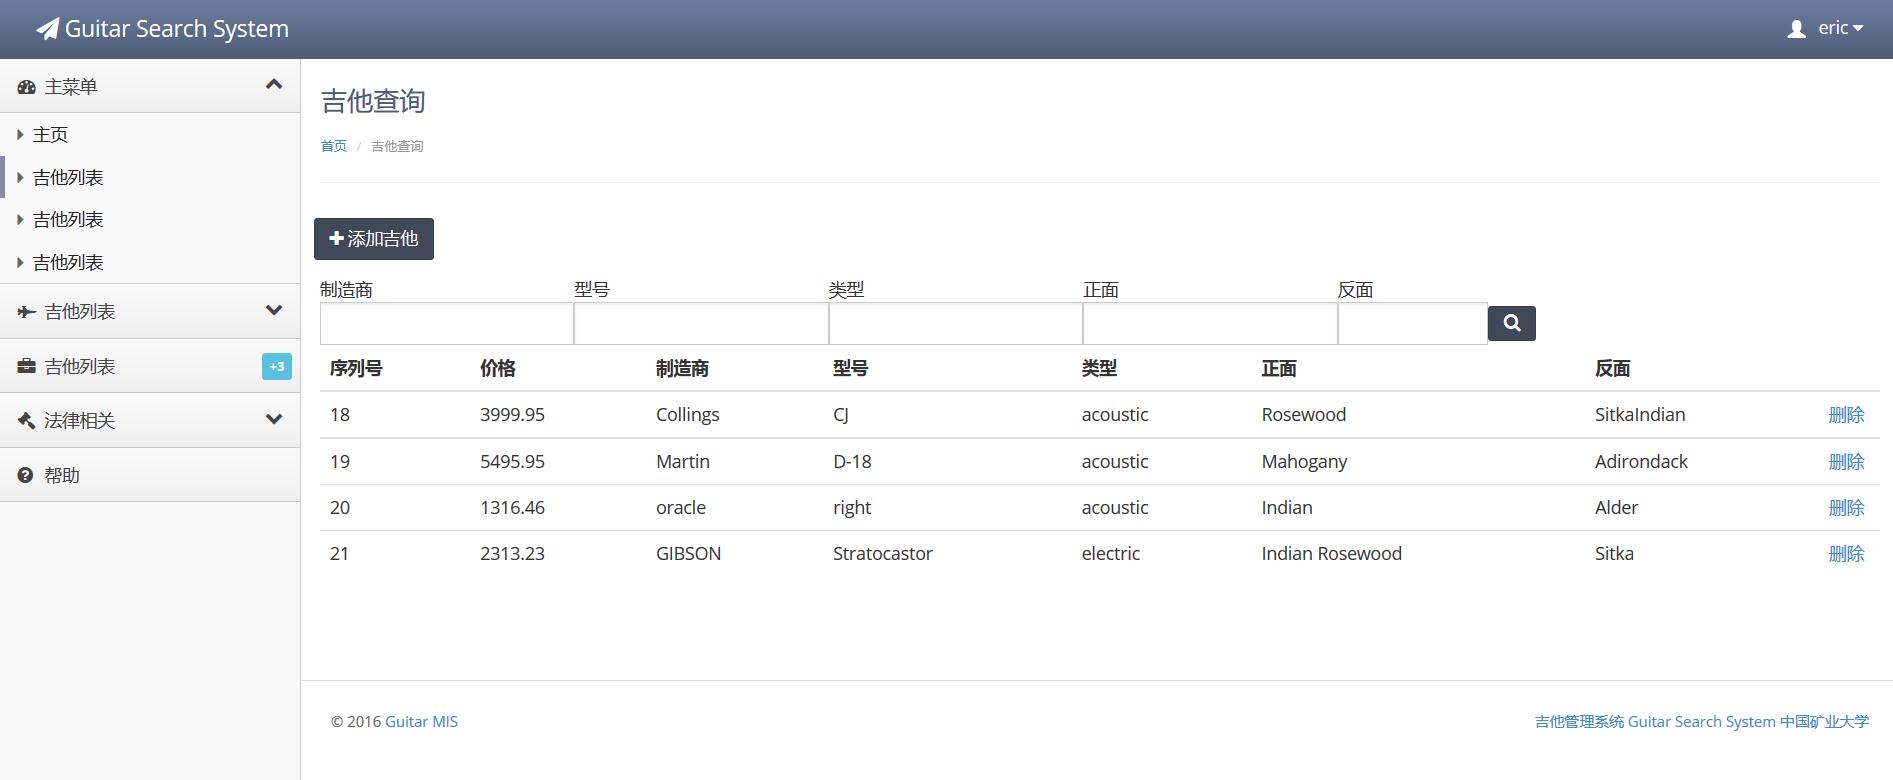 Guitar Search System
eric
主菜单
主页
吉他列表
吉他列表
吉他列表
吉他列表
吉他列表 +3
法律相关
帮助
吉他查询
首页 / 吉他查询
添加吉他
制造商 型号 类型 正面 反面
序列号 价格 制造商 型号 类型 正面 反面
18 3999.95 Collings CJ acoustic Rosewood SitkaIndian 删除
19 5495.95 Martin D-18 acoustic Mahogany Adirondack 删除
20 1316.46 oracle right acoustic Indian Alder 删除
21 2313.23 GIBSON Stratocastor electric Indian Rosewood Sitka 删除
© 2016 Guitar MIS
吉他管理系统 Guitar Search System 中国矿业大学